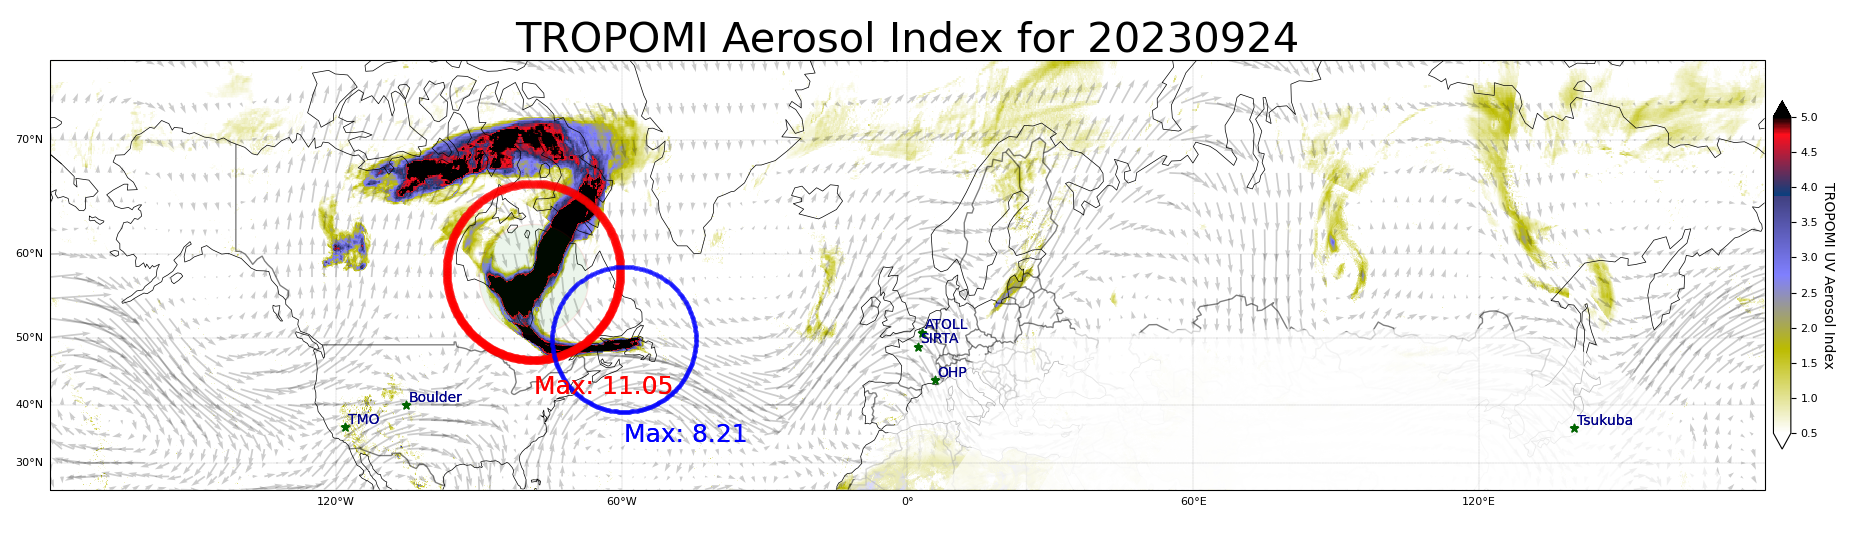 TROPOMI Aerosol Index for 20230924
70°N
60°N
50°N
40°N
30°N
120°W
60°W
0°
60°E
120°E
ATOLL
SIRTA
OHP
Boulder
TMO
Tsukuba
Max: 11.05
Max: 8.21
5.0
4.5
4.0
3.5
3.0
2.5
2.0
1.5
1.0
0.5
TROPOMI UV Aerosol Index